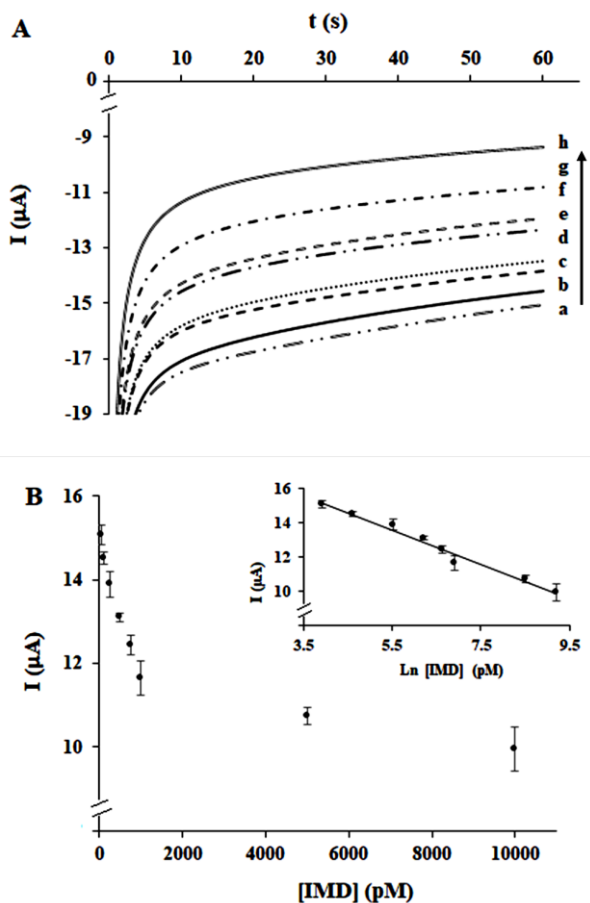 A
t (s)
0 10 20 30 40 50 60
0
-9
-11
-13
-15
-17
-19
I (µA)
h
g
f
e
d
c
b
a
B
16
14
12
10
0 2000 4000 6000 8000 10000
I (µA)
[IMD] (pM)
16
14
12
10
3.5 5.5 7.5 9.5
I (µA)
Ln [IMD] (pM)